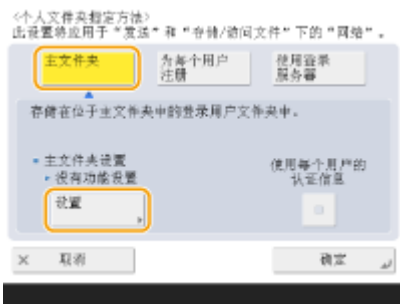 <个人文件夹指定方法>
此设置将应用于"发送"和"存储/访问文件"下的"网络"。
主文件夹
为每个用户
注册
使用登录
服务器
存储在位于主文件夹中的登录用户文件夹中。
主文件夹设置
没有功能设置
设置
使用每个用户的
认证信息
× 取消
确定